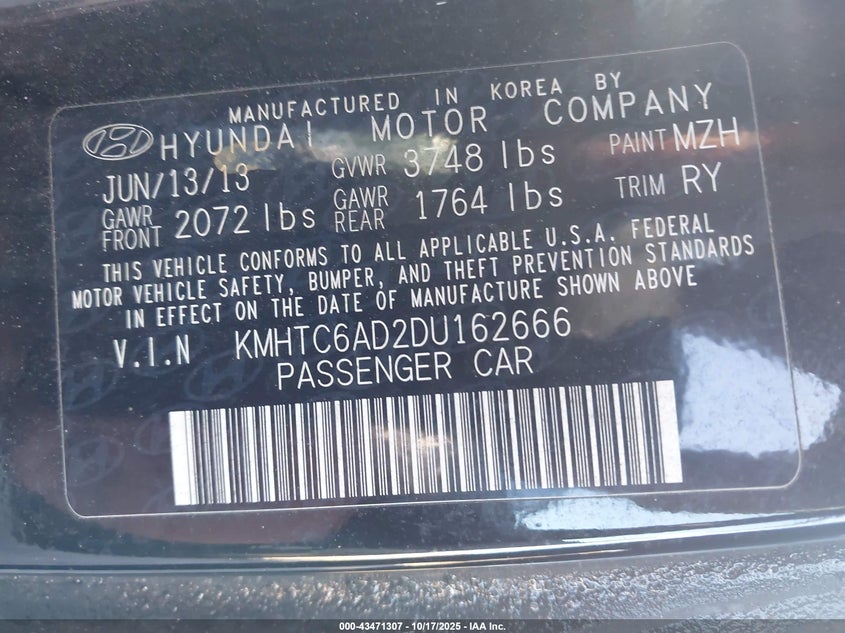 MANUFACTURED IN KOREA BY
HYUNDAI MOTOR COMPANY
JUN/13/13 GVWR 3748 lbs PAINT MZH
GAWR FRONT 2072 lbs GAWR REAR 1764 lbs TRIM RY
THIS VEHICLE CONFORMS TO ALL APPLICABLE U.S.A. FEDERAL
MOTOR VEHICLE SAFETY, BUMPER, AND THEFT PREVENTION STANDARDS
IN EFFECT ON THE DATE OF MANUFACTURE SHOWN ABOVE
V.I.N KMHTC6AD2DU162666
PASSENGER CAR
000-43471307 | 10/17/2025 - IAA Inc.